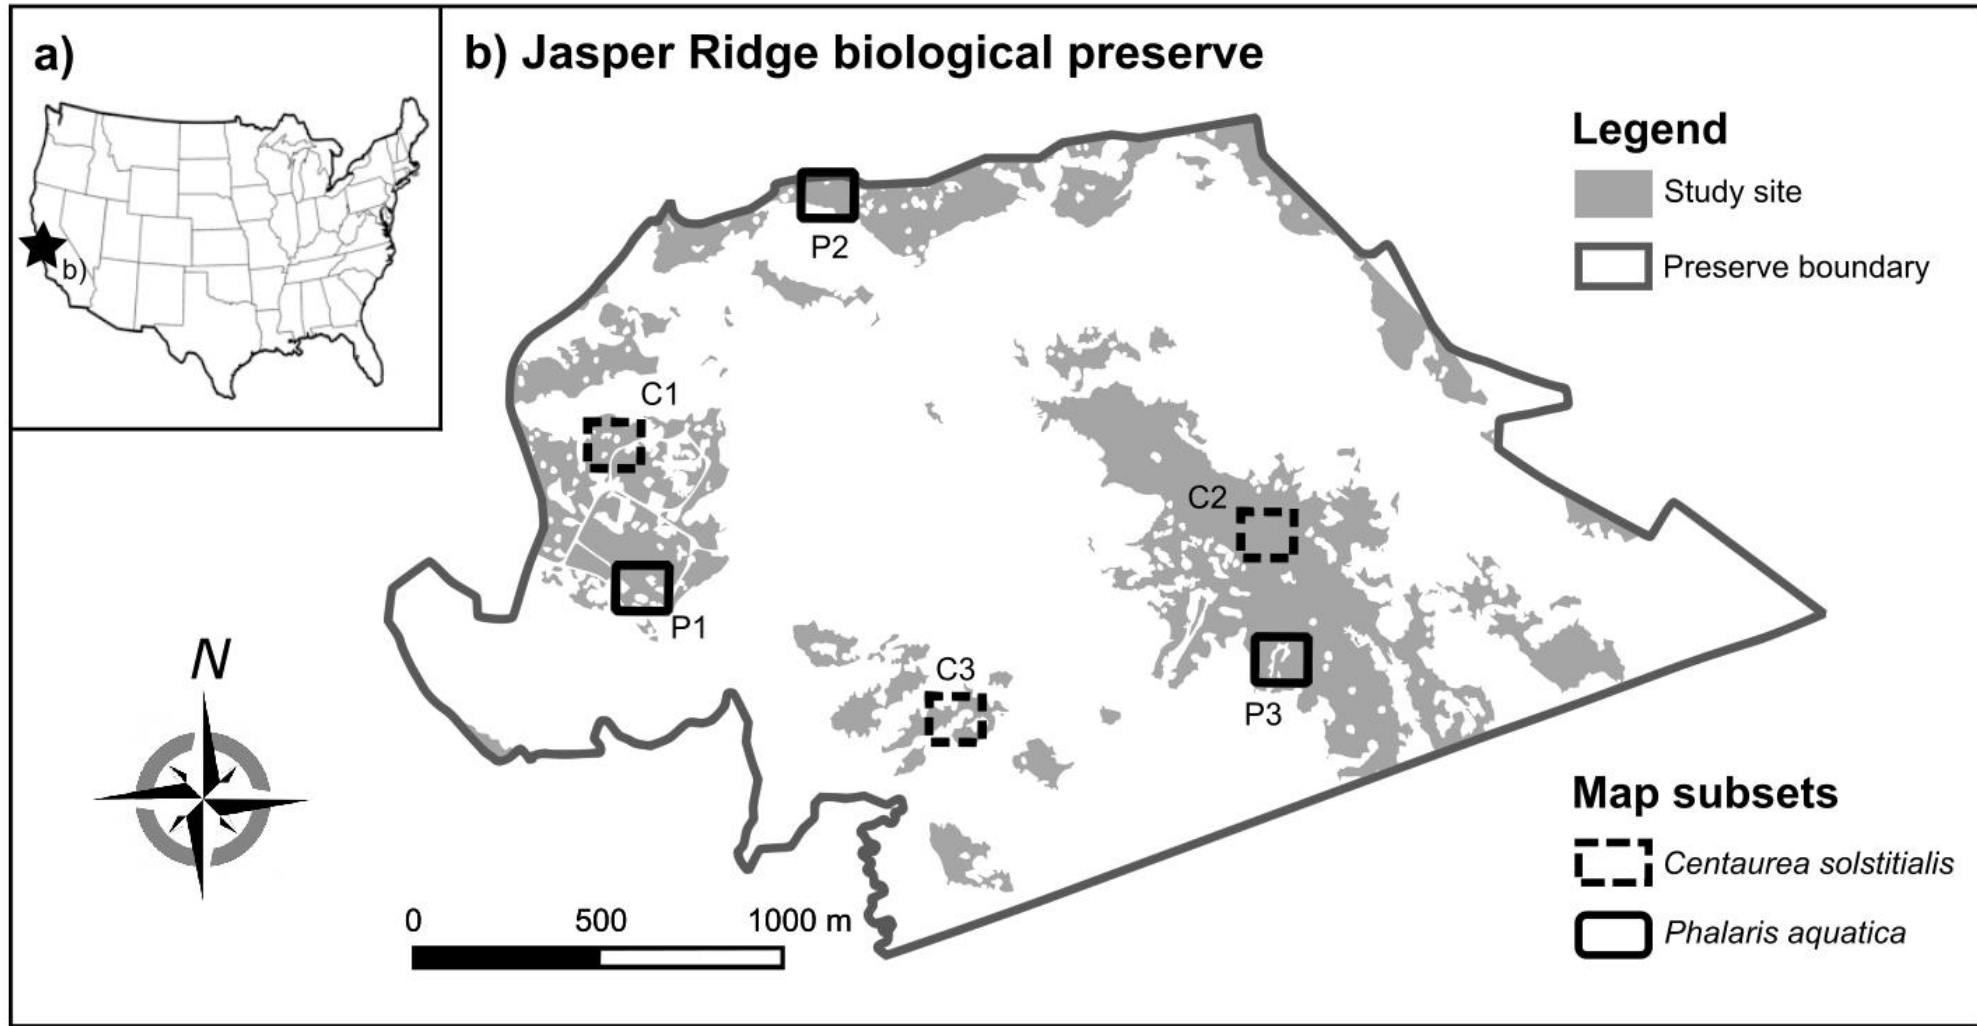 a)
b)
b) Jasper Ridge biological preserve
Legend
Study site
Preserve boundary
P2
C1
C2
P1
C3
P3
N
0 500 1000 m
Map subsets
Centaurea solstitialis
Phalaris aquatica